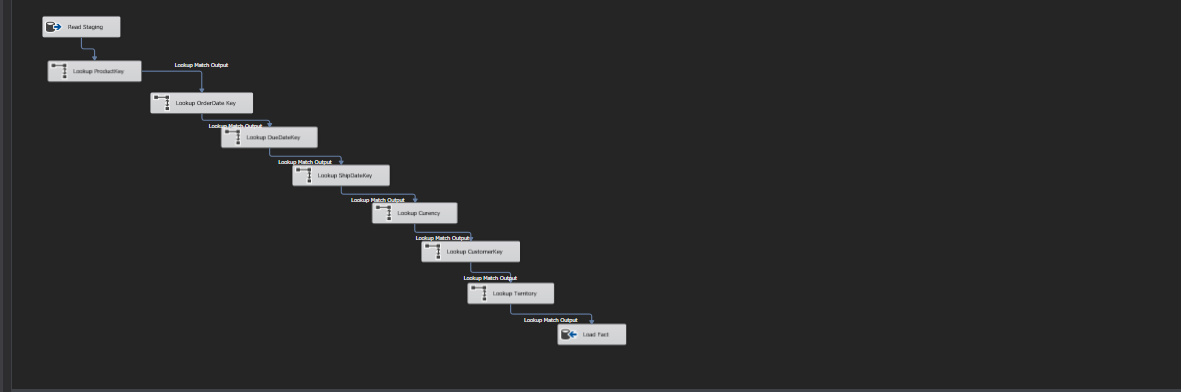 Read Staging
Lookup Match Output
Lookup ProductKey
Lookup OrderDate Key
Lookup Match Output
Lookup DueDateKey
Lookup Match Output
Lookup ShipDateKey
Lookup Match Output
Lookup Curency
Lookup Match Output
Lookup CustomerKey
Lookup Match Output
Lookup Territory
Lookup Match Output
Load Fact